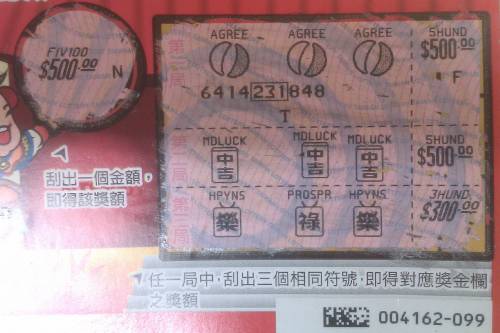 FIV100
$500.00
N
刮出一個金額，
即得該獎額
第一局
AGREE AGREE AGREE 5HUND
$500.00
F
6414231848
T
第二局
MDLUCK MDLUCK MDLUCK 5HUND
中吉 中吉 中吉 $500.00
第三局
HPYNS PROSPR HPYNS 3HUND
樂 祿 樂 $300.00
任一局中，刮出三個相同符號，即得對應獎金欄
之獎額
004162-099